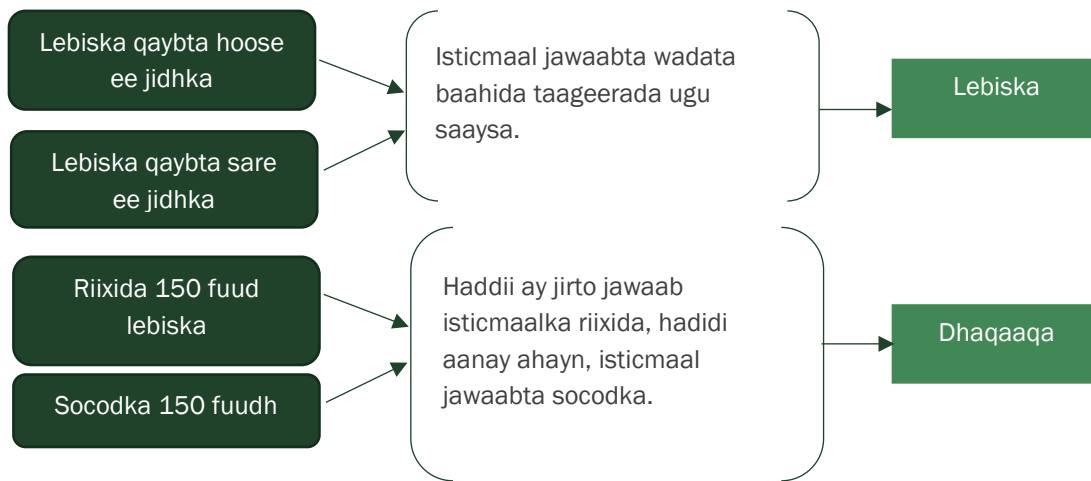 Lebiska qaybta hoose
ee jidhka
Lebiska qaybta sare
ee jidhka
Isticmaal jawaabta wadata
baahida taageerada ugu
saaysa.
Lebiska
Riixida 150 fuud
lebiska
Socodka 150 fuudh
Haddii ay jirto jawaab
isticmaalka riixida, hadidi
aanay ahayn, isticmaal
jawaabta socodka.
Dhaqaaqa